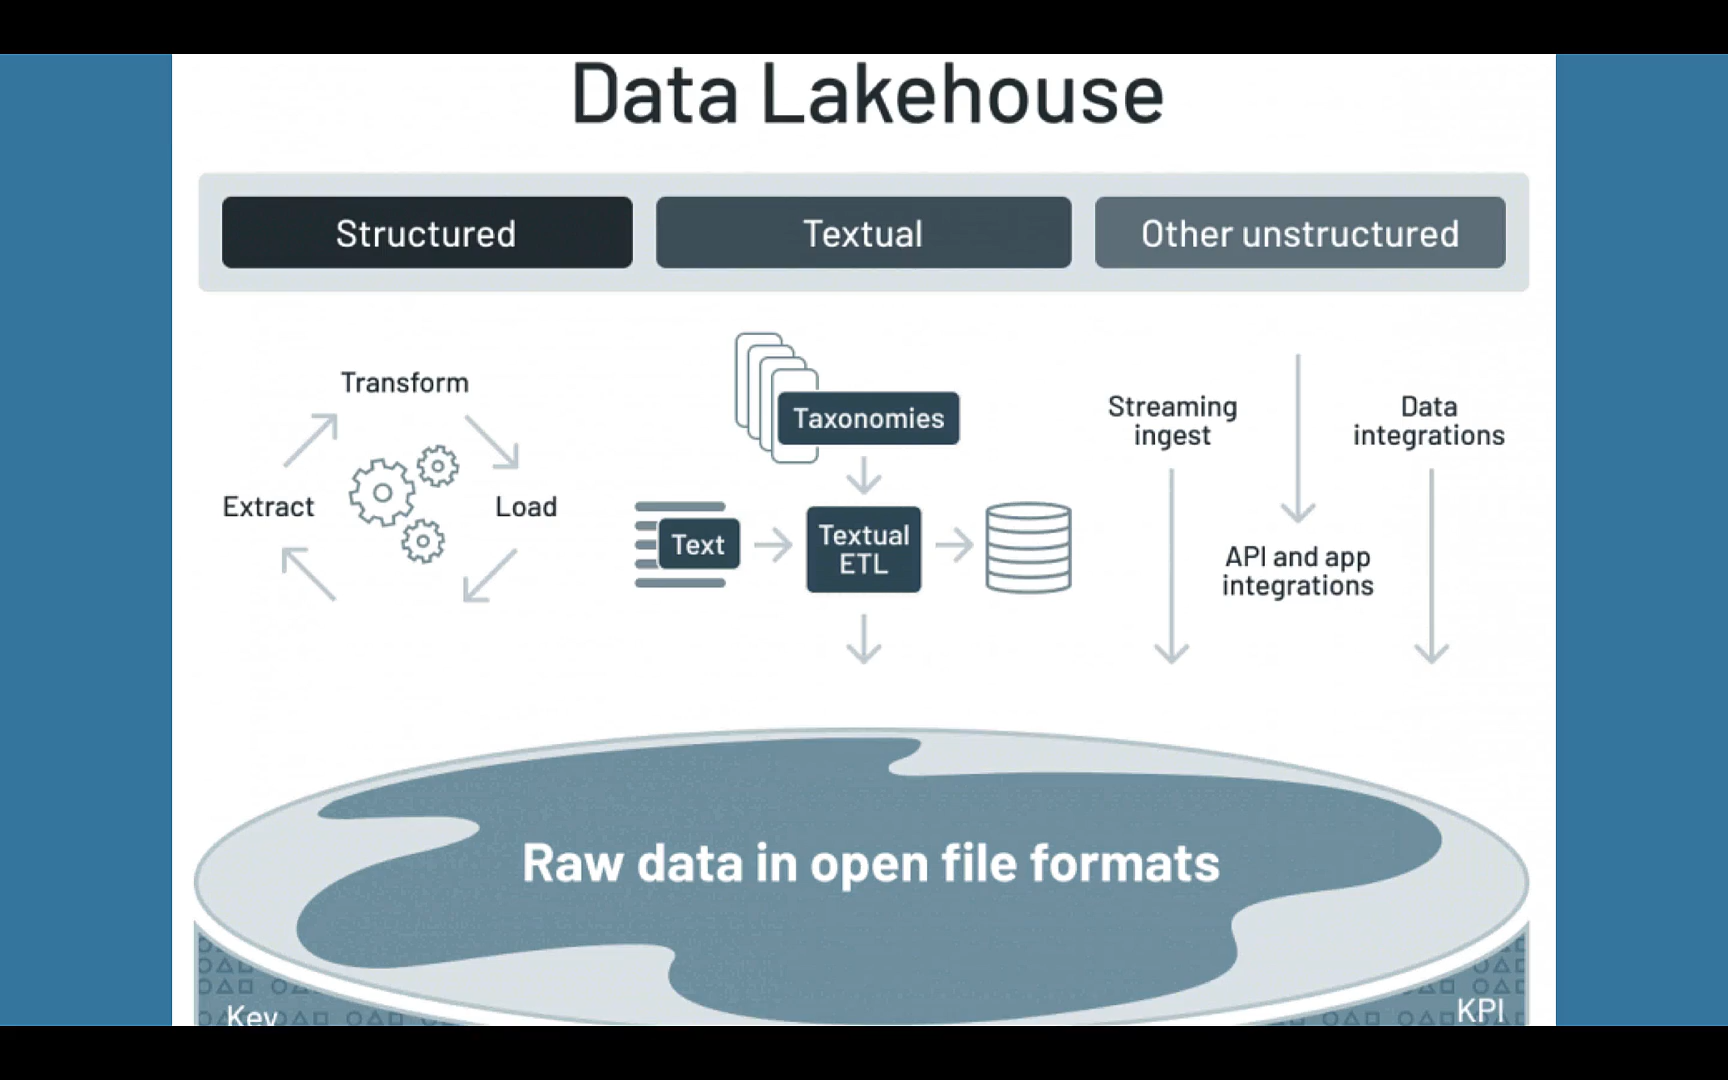 Data Lakehouse
Structured
Textual
Other unstructured
Transform
Extract
Load
Taxonomies
Text
Textual
ETL
Streaming
ingest
API and app
integrations
Data
integrations
Raw data in open file formats
Key
KPI